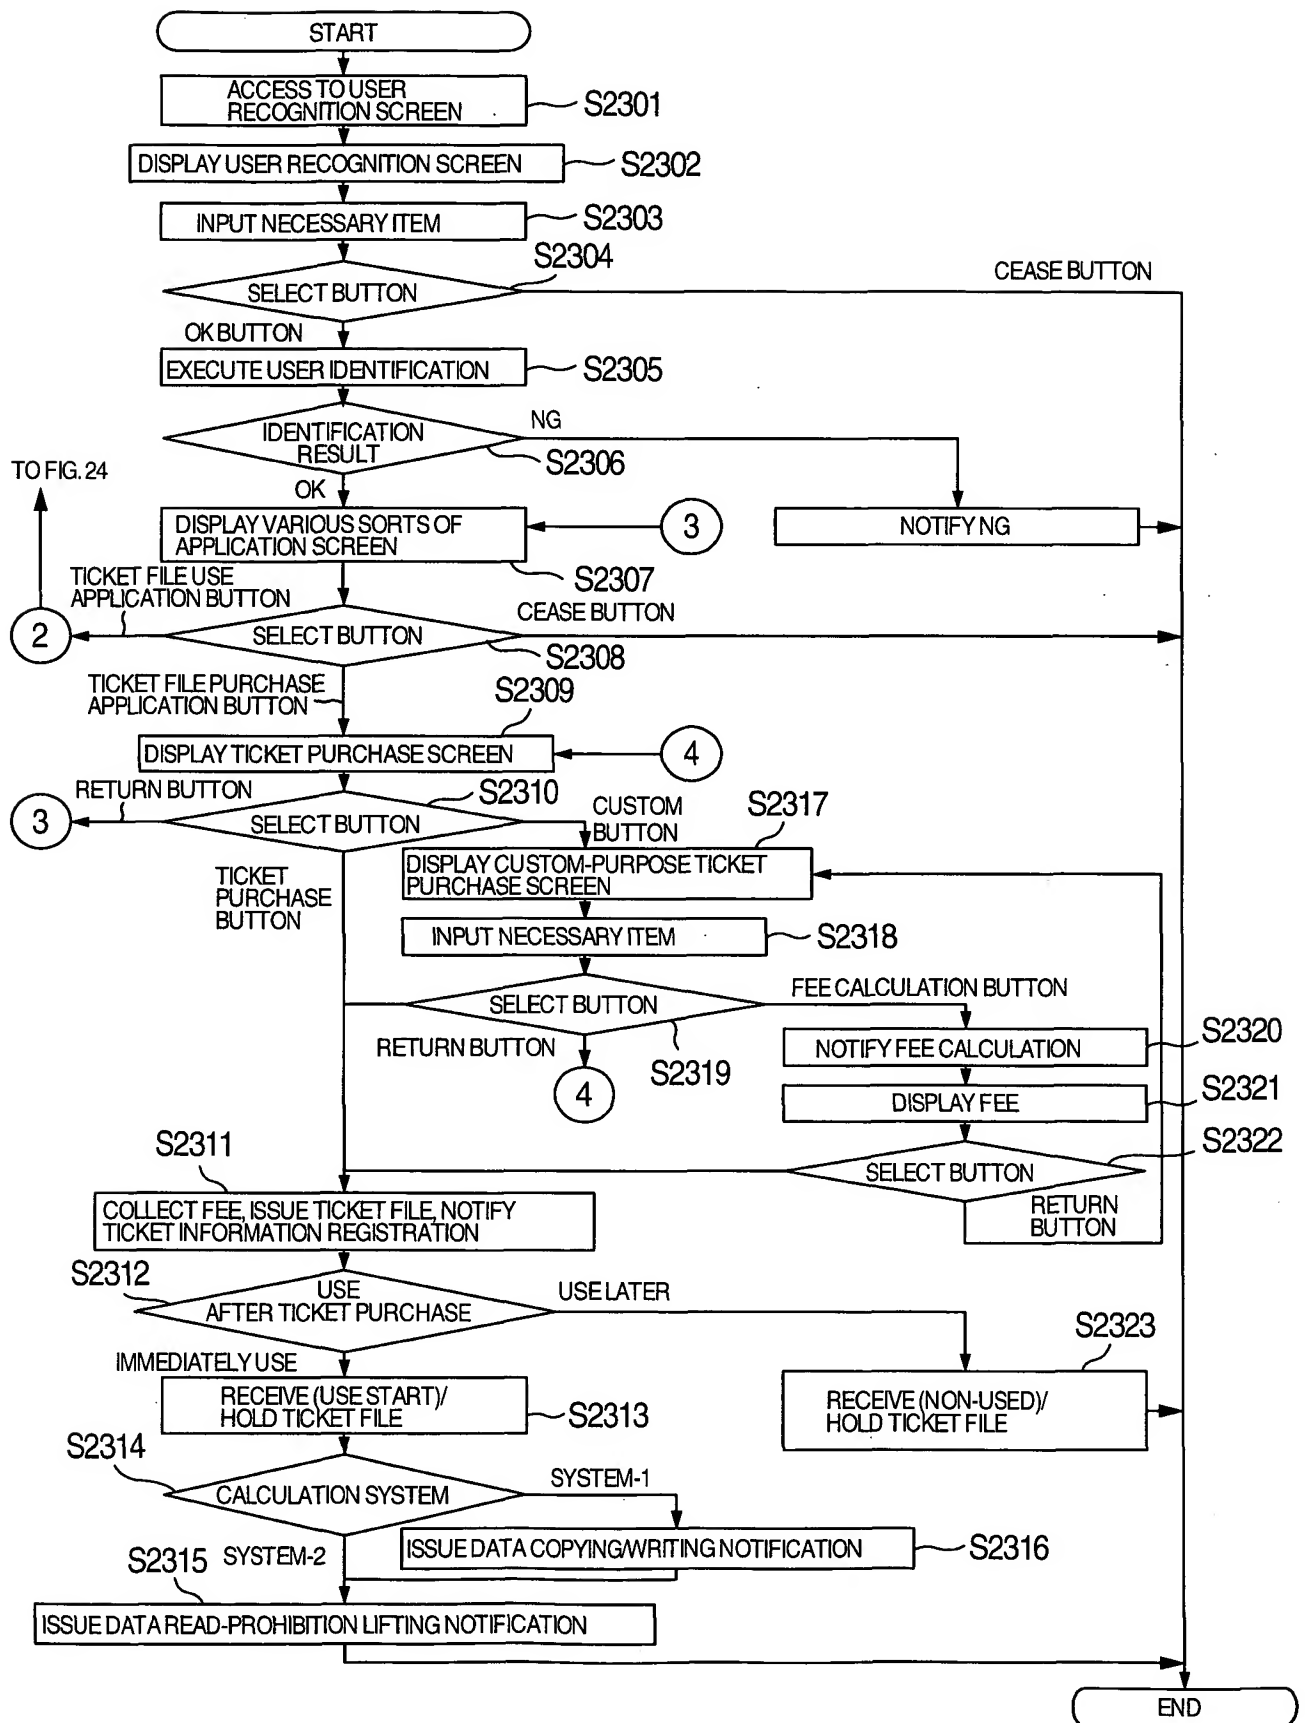 START
ACCESS TO USER
RECOGNITION SCREEN
S2301
DISPLAY USER RECOGNITION SCREEN
S2302
INPUT NECESSARY ITEM
S2303
S2304
SELECT BUTTON
CEASE BUTTON
OK BUTTON
EXECUTE USER IDENTIFICATION
S2305
IDENTIFICATION
RESULT
NG
S2306
TO FIG. 24
OK
DISPLAY VARIOUS SORTS OF
APPLICATION SCREEN
3
NOTIFY NG
S2307
TICKET FILE USE
APPLICATION BUTTON
CEASE BUTTON
2
SELECT BUTTON
S2308
TICKET FILE PURCHASE
APPLICATION BUTTON
S2309
DISPLAY TICKET PURCHASE SCREEN
4
RETURN BUTTON
S2310
3
SELECT BUTTON
CUSTOM
BUTTON
S2317
TICKET
PURCHASE
BUTTON
DISPLAY CUSTOM-PURPOSE TICKET
PURCHASE SCREEN
INPUT NECESSARY ITEM
S2318
SELECT BUTTON
FEE CALCULATION BUTTON
RETURN BUTTON
S2319
4
NOTIFY FEE CALCULATION
S2320
DISPLAY FEE
S2321
S2322
SELECT BUTTON
RETURN
BUTTON
S2311
COLLECT FEE, ISSUE TICKET FILE, NOTIFY
TICKET INFORMATION REGISTRATION
S2312
USE
AFTER TICKET PURCHASE
USE LATER
S2323
IMMEDIATELY USE
RECEIVE (USE START)/
HOLD TICKET FILE
S2313
RECEIVE (NON-USED)/
HOLD TICKET FILE
S2314
CALCULATION SYSTEM
SYSTEM-1
S2315
SYSTEM-2
ISSUE DATA COPYING/WRITING NOTIFICATION
S2316
ISSUE DATA READ-PROHIBITION LIFTING NOTIFICATION
END